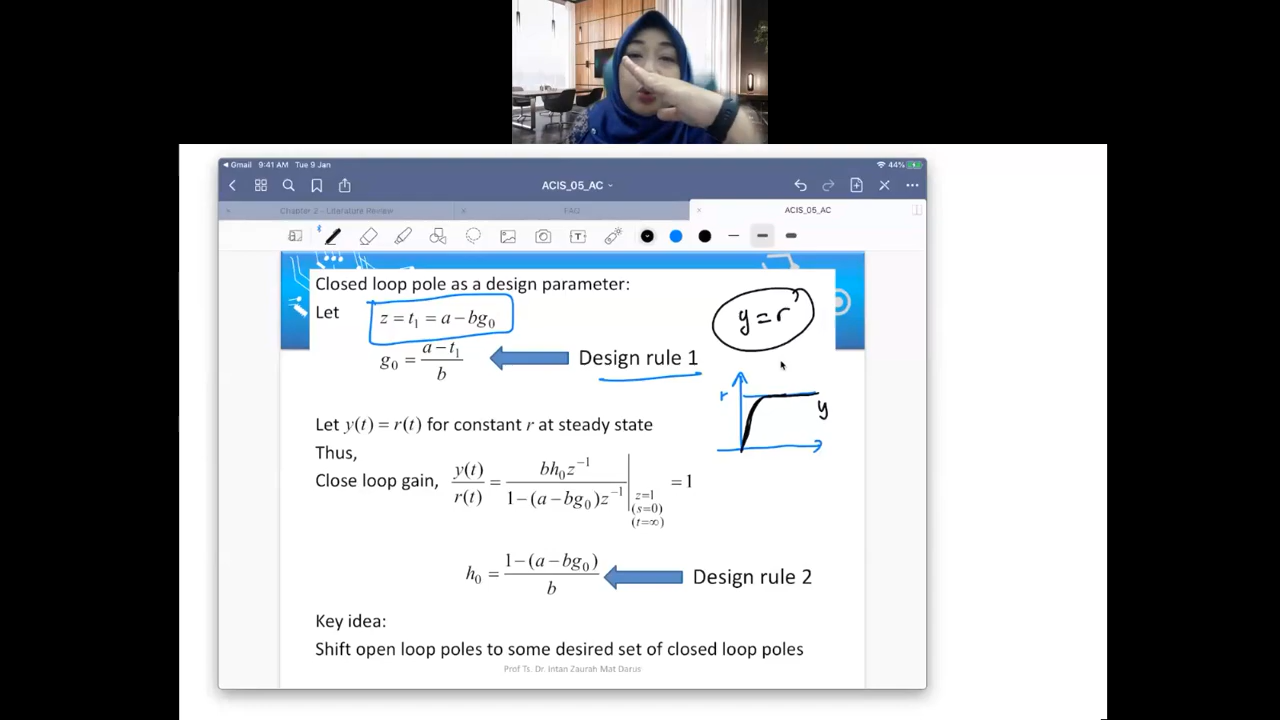 Gmail 9:41 AM Tue 9 Jan
44%
ACIS_05_AC
Chapter 2 - Literature Review
FAQ
ACIS_05_AC
Closed loop pole as a design parameter:
Let z = t₁ = a − bg₀
g₀ = (a − t₁)/b Design rule 1
y = r
r
y
Let y(t) = r(t) for constant r at steady state
Thus,
Close loop gain, y(t)/r(t) = bh₀z⁻¹/(1−(a−bg₀)z⁻¹) | z=1 (s=0) (t=∞) = 1
h₀ = (1−(a−bg₀))/b Design rule 2
Key idea:
Shift open loop poles to some desired set of closed loop poles
Prof Ts. Dr. Intan Zaurah Mat Darus